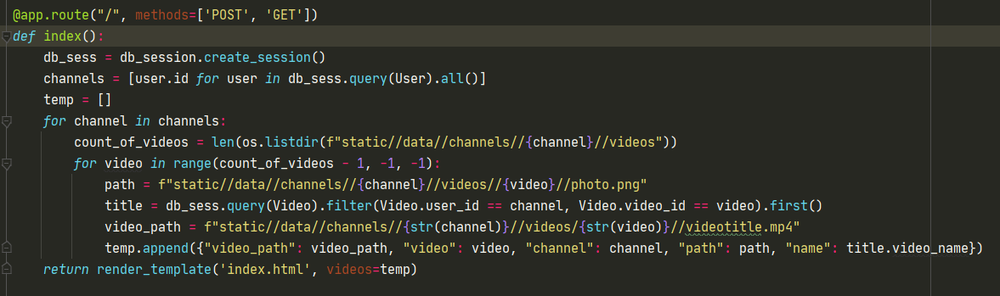 @app.route("/", methods=['POST', 'GET'])
def index():
    db_sess = db_session.create_session()
    channels = [user.id for user in db_sess.query(User).all()]
    temp = []
    for channel in channels:
        count_of_videos = len(os.listdir(f"static//data//channels//{channel}//videos"))
        for video in range(count_of_videos - 1, -1, -1):
            path = f"static//data//channels//{channel}//videos//{video}//photo.png"
            title = db_sess.query(Video).filter(Video.user_id == channel, Video.video_id == video).first()
            video_path = f"static//data//channels//{str(channel)}//videos/{str(video)}//videotitle.mp4"
            temp.append({"video_path": video_path, "video": video, "channel": channel, "path": path, "name": title.video_name})
    return render_template('index.html', videos=temp)